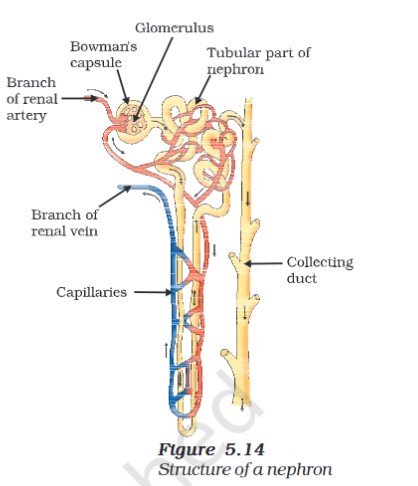 Glomerulus
Bowman's
capsule
Tubular part of
nephron
Branch
of renal
artery
Branch of
renal vein
Collecting
duct
Capillaries
Figure 5.14
Structure of a nephron
hed